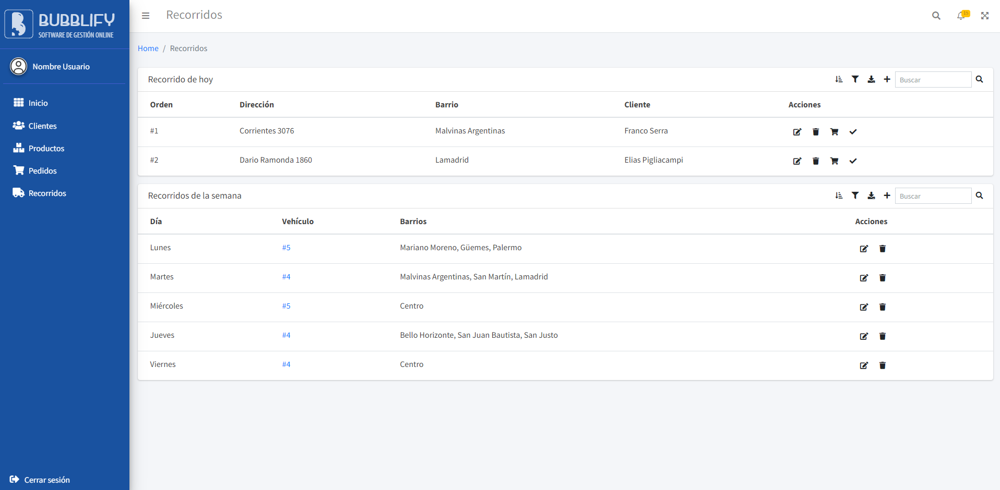 BUBBLIFY
SOFTWARE DE GESTIÓN ONLINE
Nombre Usuario
Inicio
Clientes
Productos
Pedidos
Recorridos
Cerrar sesión
Recorridos
15
Home / Recorridos
Recorrido de hoy
Buscar
Orden Dirección Barrio Cliente Acciones
#1 Corrientes 3076 Malvinas Argentinas Franco Serra
#2 Dario Ramonda 1860 Lamadrid Elias Pigliacampi
Recorridos de la semana
Buscar
Día Vehículo Barrios Acciones
Lunes #5 Mariano Moreno, Güemes, Palermo
Martes #4 Malvinas Argentinas, San Martín, Lamadrid
Miércoles #5 Centro
Jueves #4 Bello Horizonte, San Juan Bautista, San Justo
Viernes #4 Centro